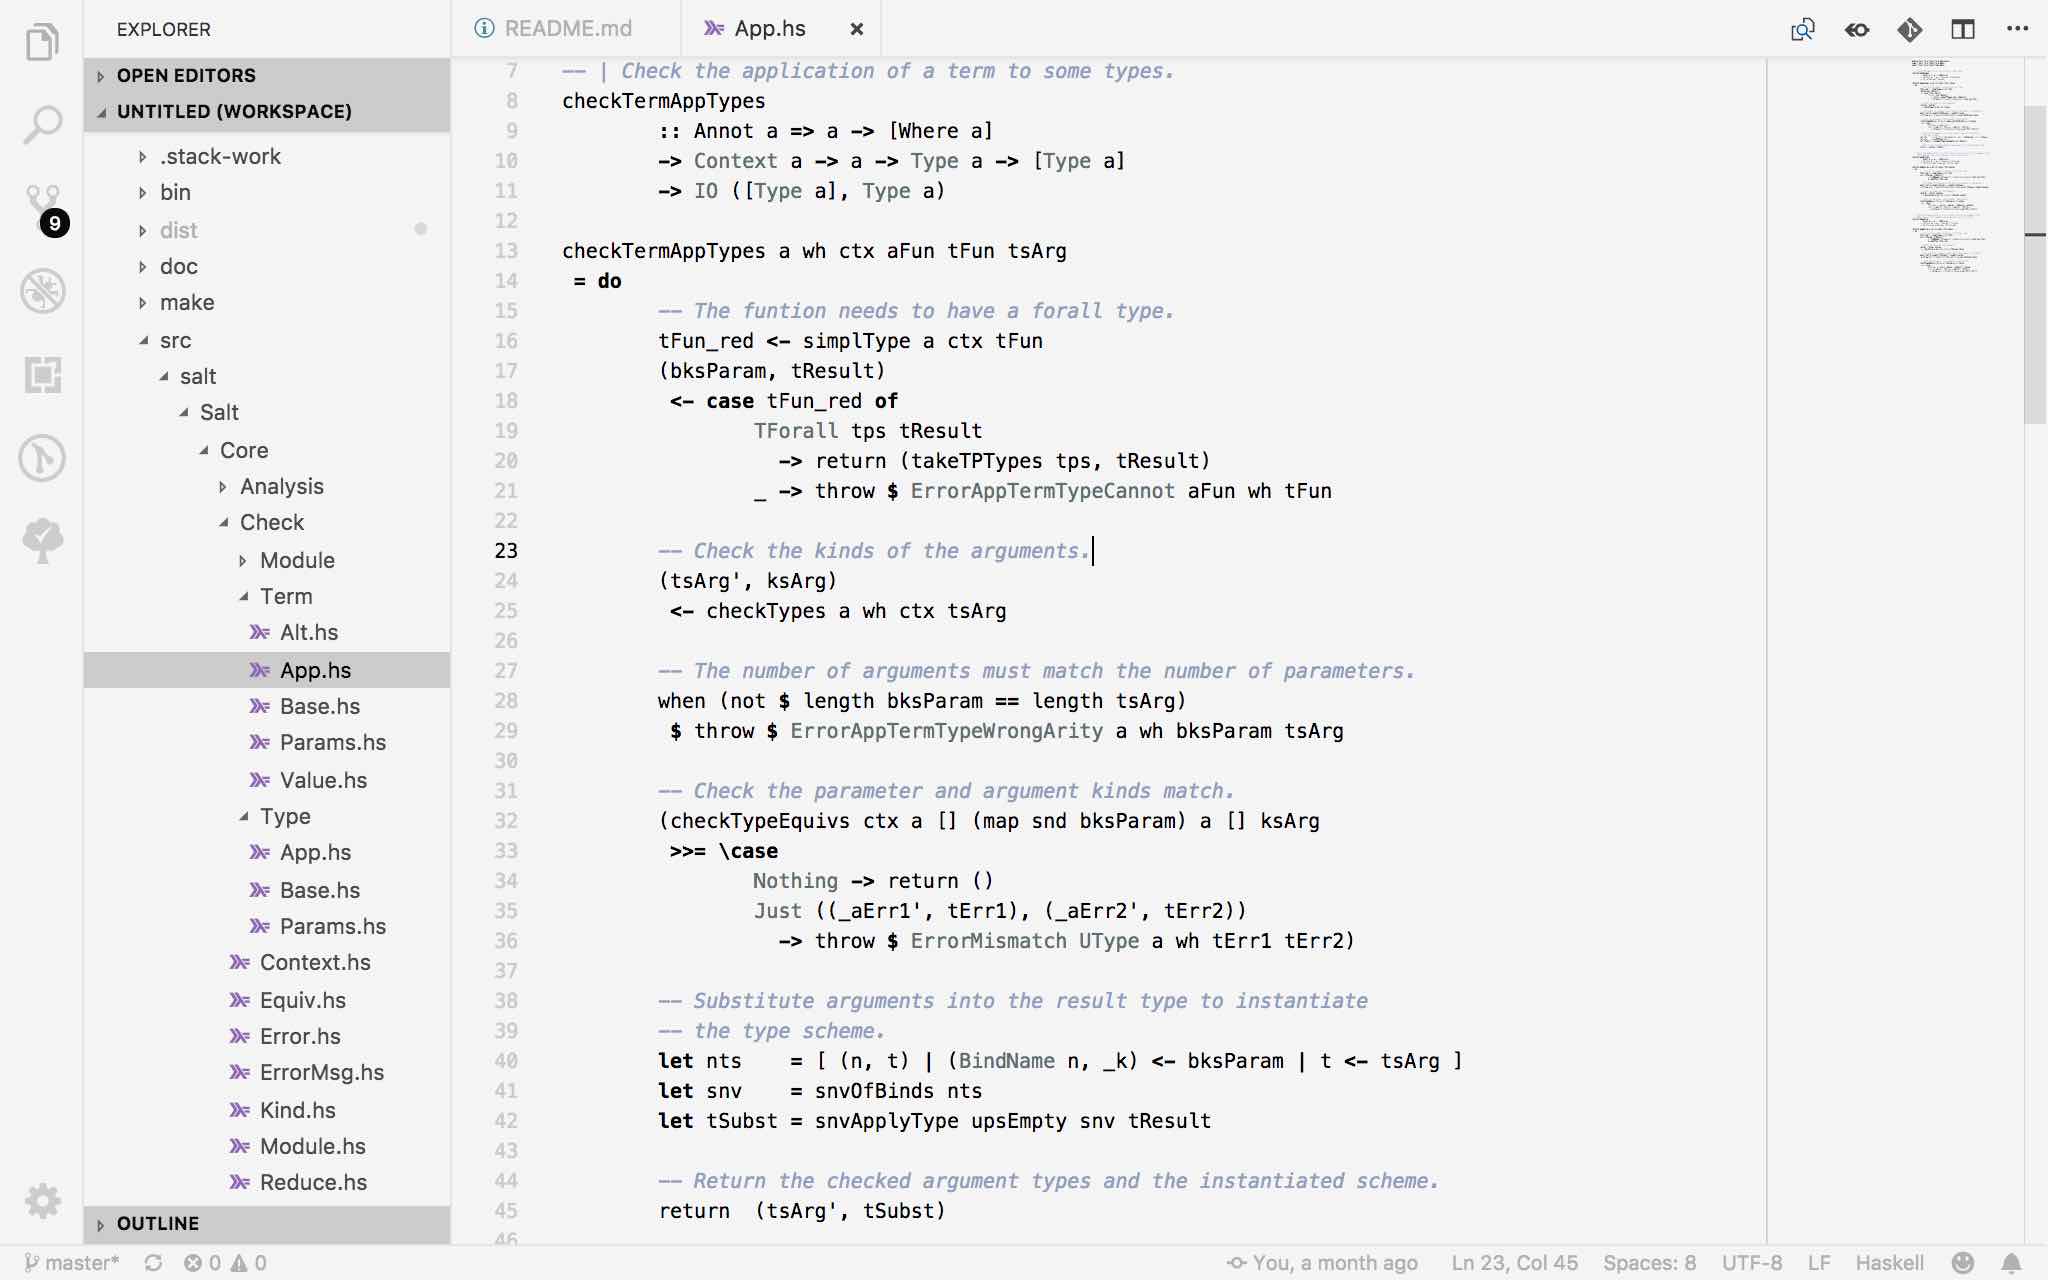 EXPLORER
OPEN EDITORS
UNTITLED (WORKSPACE)
.stack-work
bin
dist
doc
make
src
salt
Salt
Core
Analysis
Check
Module
Term
Alt.hs
App.hs
Base.hs
Params.hs
Value.hs
Type
App.hs
Base.hs
Params.hs
Context.hs
Equiv.hs
Error.hs
ErrorMsg.hs
Kind.hs
Module.hs
Reduce.hs
OUTLINE
9
README.md App.hs
7 -- | Check the application of a term to some types.
8 checkTermAppTypes
9 :: Annot a => a -> [Where a]
10 -> Context a -> a -> Type a -> [Type a]
11 -> IO ([Type a], Type a)
12
13 checkTermAppTypes a wh ctx aFun tFun tsArg
14 = do
15 -- The funtion needs to have a forall type.
16 tFun_red <- simplType a ctx tFun
17 (bksParam, tResult)
18 <- case tFun_red of
19 TForall tps tResult
20 -> return (takeTPTypes tps, tResult)
21 _ -> throw $ ErrorAppTermTypeCannot aFun wh tFun
22
23 -- Check the kinds of the arguments.
24 (tsArg', ksArg)
25 <- checkTypes a wh ctx tsArg
26
27 -- The number of arguments must match the number of parameters.
28 when (not $ length bksParam == length tsArg)
29 $ throw $ ErrorAppTermTypeWrongArity a wh bksParam tsArg
30
31 -- Check the parameter and argument kinds match.
32 (checkTypeEquivs ctx a [] (map snd bksParam) a [] ksArg
33 >>= \case
34 Nothing -> return ()
35 Just ((_aErr1', tErr1), (_aErr2', tErr2))
36 -> throw $ ErrorMismatch UType a wh tErr1 tErr2)
37
38 -- Substitute arguments into the result type to instantiate
39 -- the type scheme.
40 let nts = [ (n, t) | (BindName n, _k) <- bksParam | t <- tsArg ]
41 let snv = snvOfBinds nts
42 let tSubst = snvApplyType upsEmpty snv tResult
43
44 -- Return the checked argument types and the instantiated scheme.
45 return (tsArg', tSubst)
46
master* 0 0 You, a month ago Ln 23, Col 45 Spaces: 8 UTF-8 LF Haskell